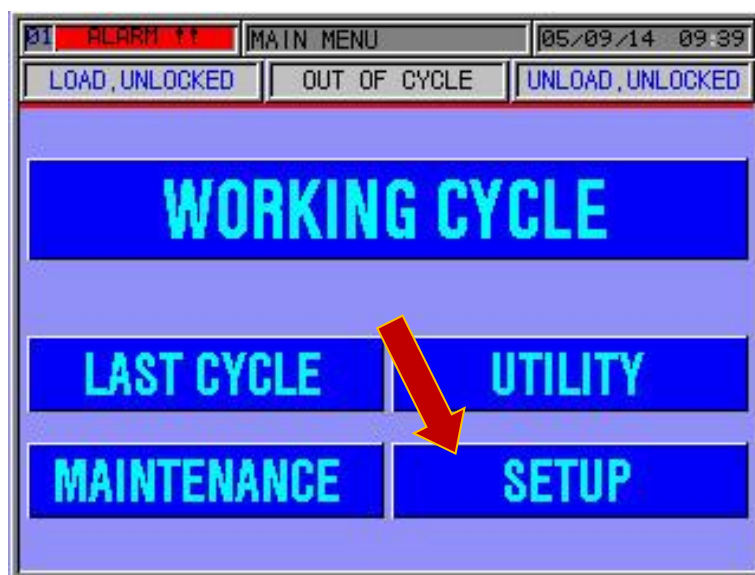 01 ALARM !! MAIN MENU 05/09/14 09:39
LOAD,UNLOCKED OUT OF CYCLE UNLOAD,UNLOCKED
WORKING CYCLE
LAST CYCLE UTILITY
MAINTENANCE SETUP